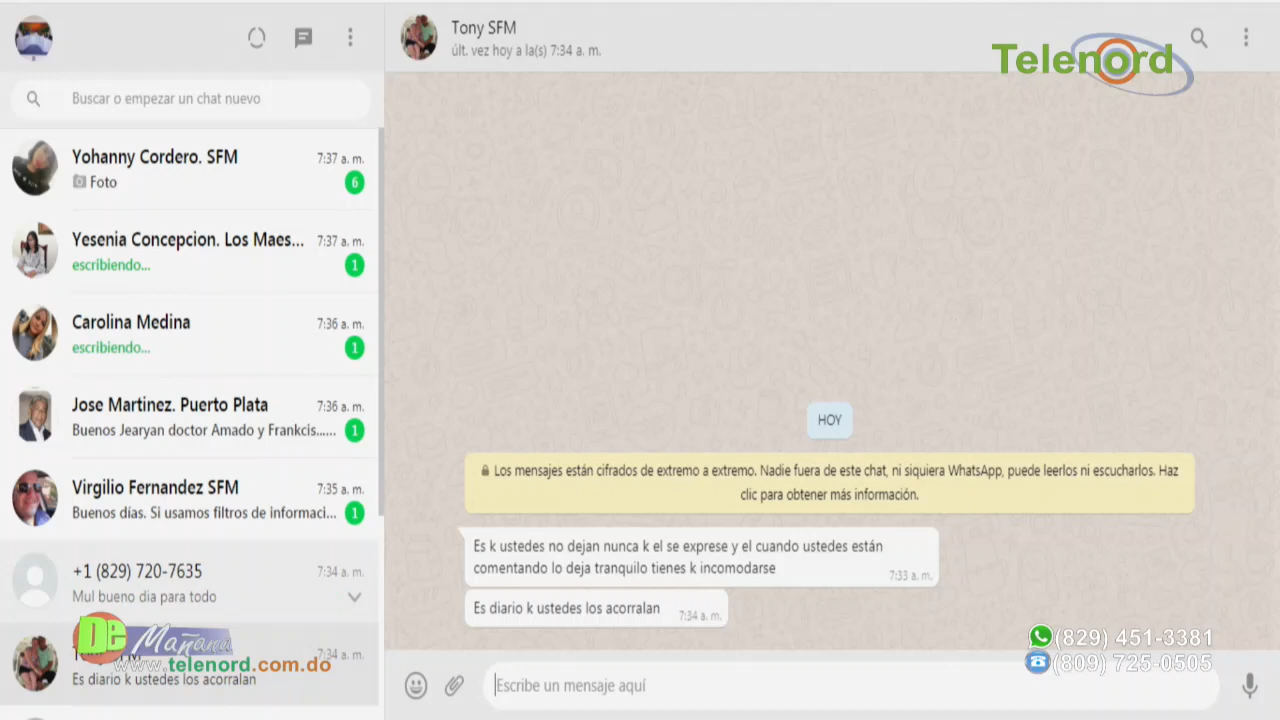 Buscar o empezar un chat nuevo
Yohanny Cordero. SFM
7:37 a. m.
Foto
6
Yesenia Concepcion. Los Maes...
7:37 a. m.
escribiendo...
1
Carolina Medina
7:36 a. m.
escribiendo...
1
Jose Martinez. Puerto Plata
7:36 a. m.
Buenos Jearyan doctor Amado y Frankcis......
1
Virgilio Fernandez SFM
7:35 a. m.
Buenos días. Si usamos filtros de informaci...
1
+1 (829) 720-7635
7:34 a. m.
Mul bueno dia para todo
De Mañana
7:34 a. m.
www.telenord.com.do
Es diario k ustedes los acorralan
Tony SFM
últ. vez hoy a la(s) 7:34 a. m.
Telenord
HOY
Los mensajes están cifrados de extremo a extremo. Nadie fuera de este chat, ni siquiera WhatsApp, puede leerlos ni escucharlos. Haz
clic para obtener más información.
Es k ustedes no dejan nunca k el se exprese y el cuando ustedes están
comentando lo deja tranquilo tienes k incomodarse
7:33 a. m.
Es diario k ustedes los acorralan
7:34 a. m.
(829) 451-3381
(809) 725-0505
Escribe un mensaje aquí